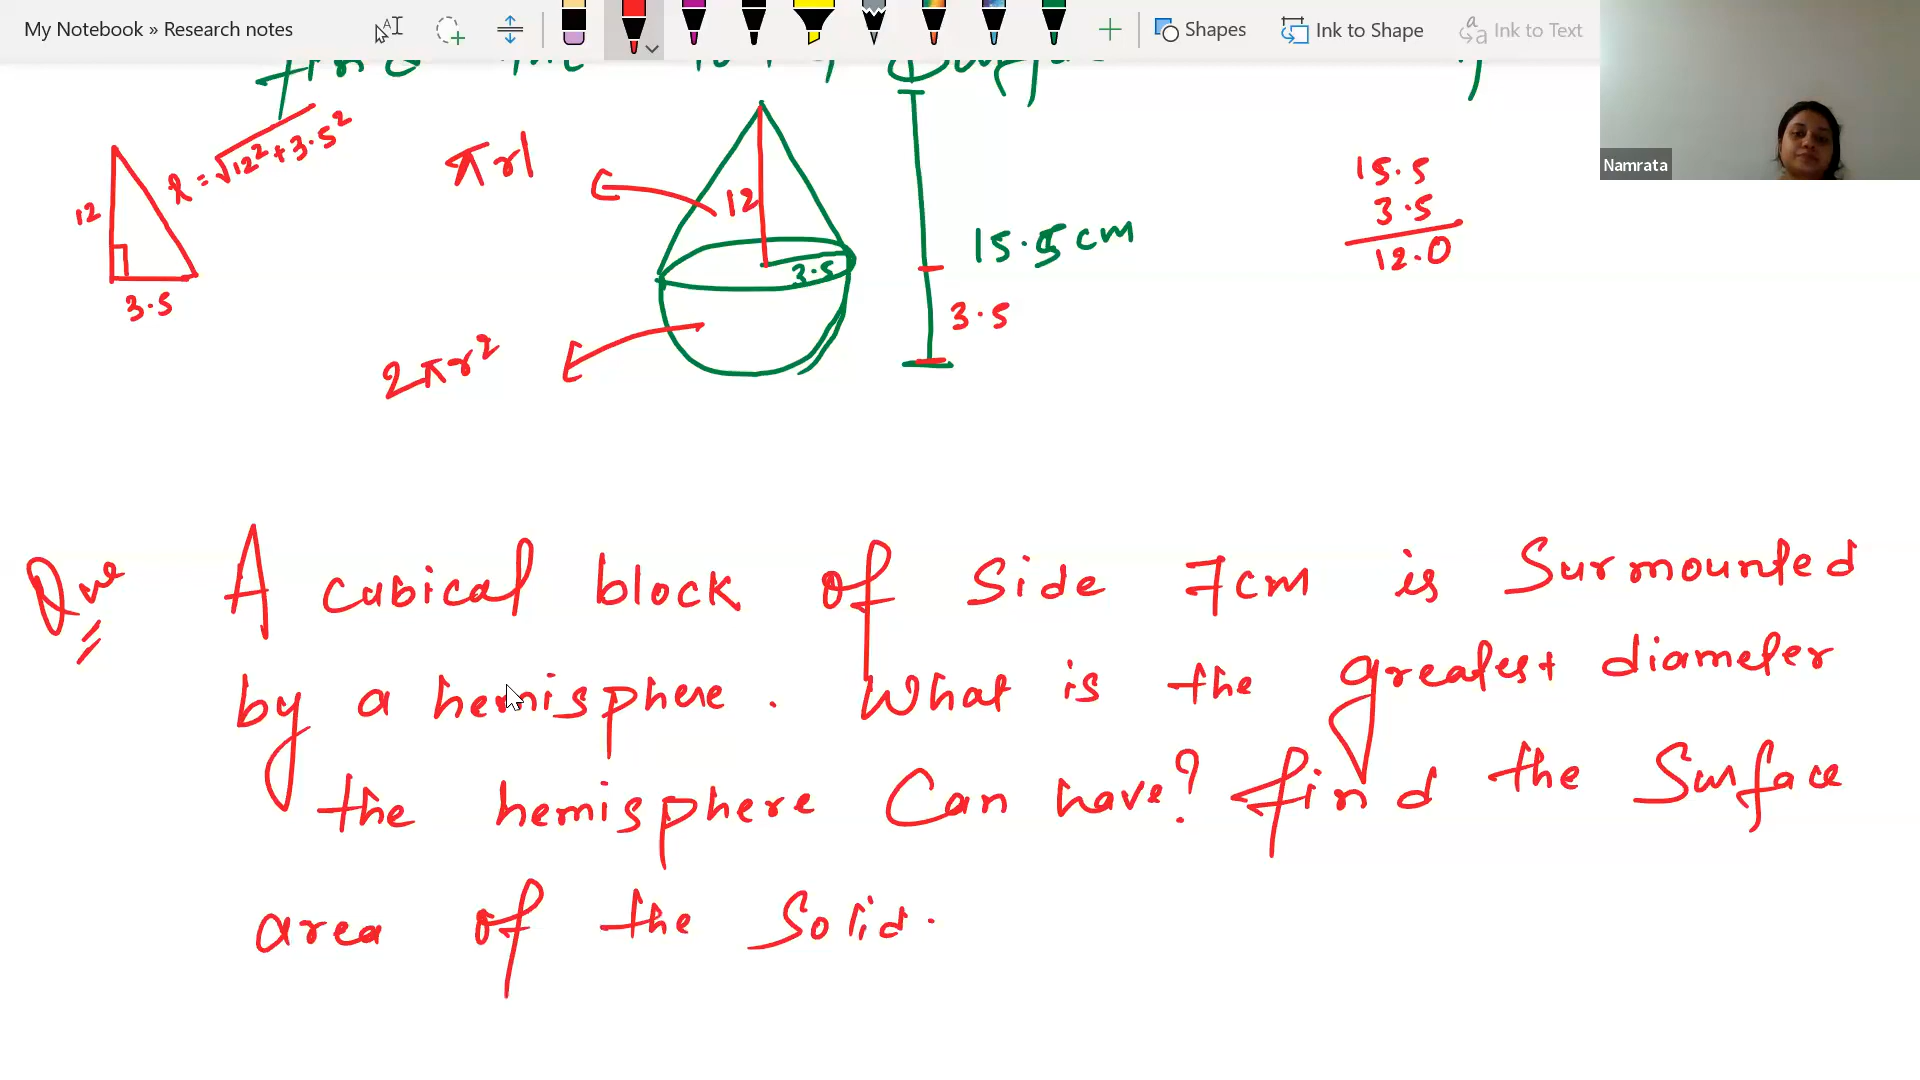 My Notebook » Research notes
Shapes
Ink to Shape
Ink to Text
Namrata
find the
l = √12² + 3.5²
12
3.5
πrl
12
3.5
2πr²
15.5 cm
3.5
15.5
3.5
12.0
Que
A cubical block of side 7cm is surmounted
by a hemisphere. What is the greatest diameter
the hemisphere can have? find the surface
area of the solid.